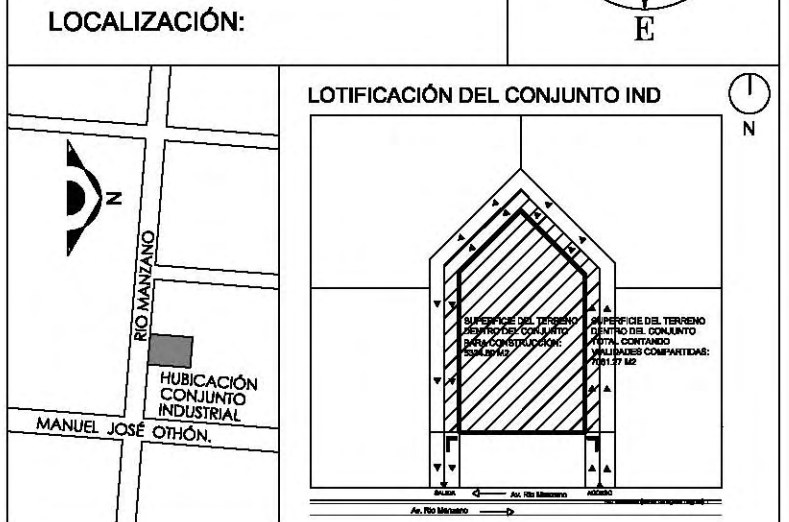 LOCALIZACIÓN:
E
N
RIO MANZANO
HUBICACIÓN
CONJUNTO
INDUSTRIAL
MANUEL JOSÉ OTHÓN.
LOTIFICACIÓN DEL CONJUNTO IND
N
SUPERFICIE DEL TERRENO
DENTRO DEL CONJUNTO
PARA CONSTRUCCIÓN:
SUPERFICIE DEL TERRENO
DENTRO DEL CONJUNTO
TOTAL CONTANDO
VIALIDADES COMPARTIDAS:
SALIDA
Av. Rio Manzano
ACCESO
Av. Rio Manzano